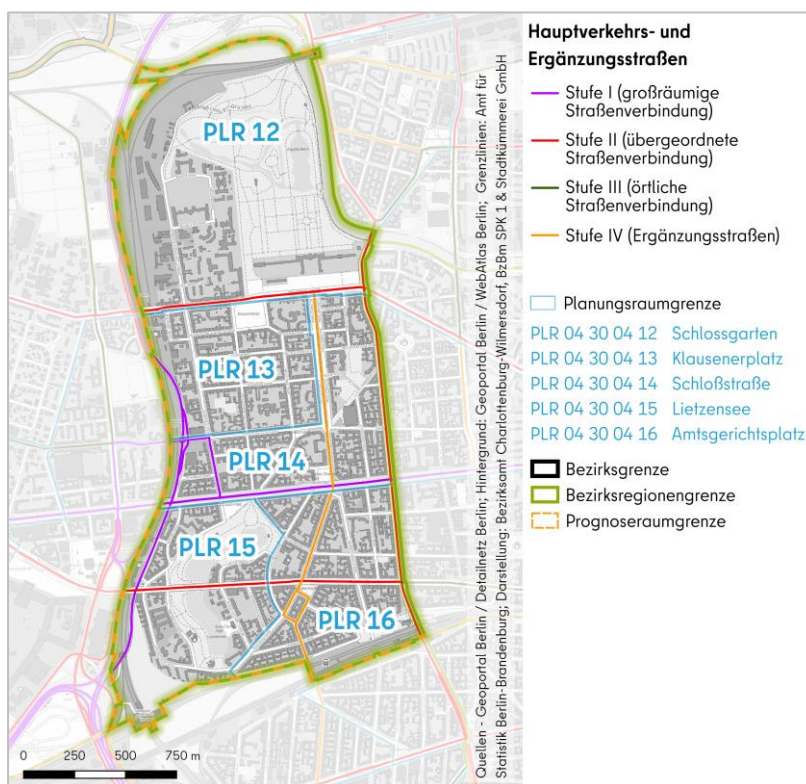 PLR 12
PLR 13
PLR 14
PLR 15
PLR 16
0 250 500 750 m
Quellen - Geoportal Berlin / Detailnetz Berlin; Hintergrund: Geoportal Berlin / WebAtlas Berlin; Grenzlinien: Amt für
Statistik Berlin-Brandenburg; Darstellung: Bezirksamt Charlottenburg-Wilmersdorf, BzBm SPK 1 & Stadtkümmerei GmbH
Hauptverkehrs- und
Ergänzungsstraßen
Stufe I (großräumige
Straßenverbindung)
Stufe II (übergeordnete
Straßenverbindung)
Stufe III (örtliche
Straßenverbindung)
Stufe IV (Ergänzungsstraßen)
Planungsraumgrenze
PLR 04 30 04 12 Schlossgarten
PLR 04 30 04 13 Klausenerplatz
PLR 04 30 04 14 Schloßstraße
PLR 04 30 04 15 Lietzensee
PLR 04 30 04 16 Amtsgerichtsplatz
Bezirksgrenze
Bezirksregionengrenze
Prognoseraumgrenze